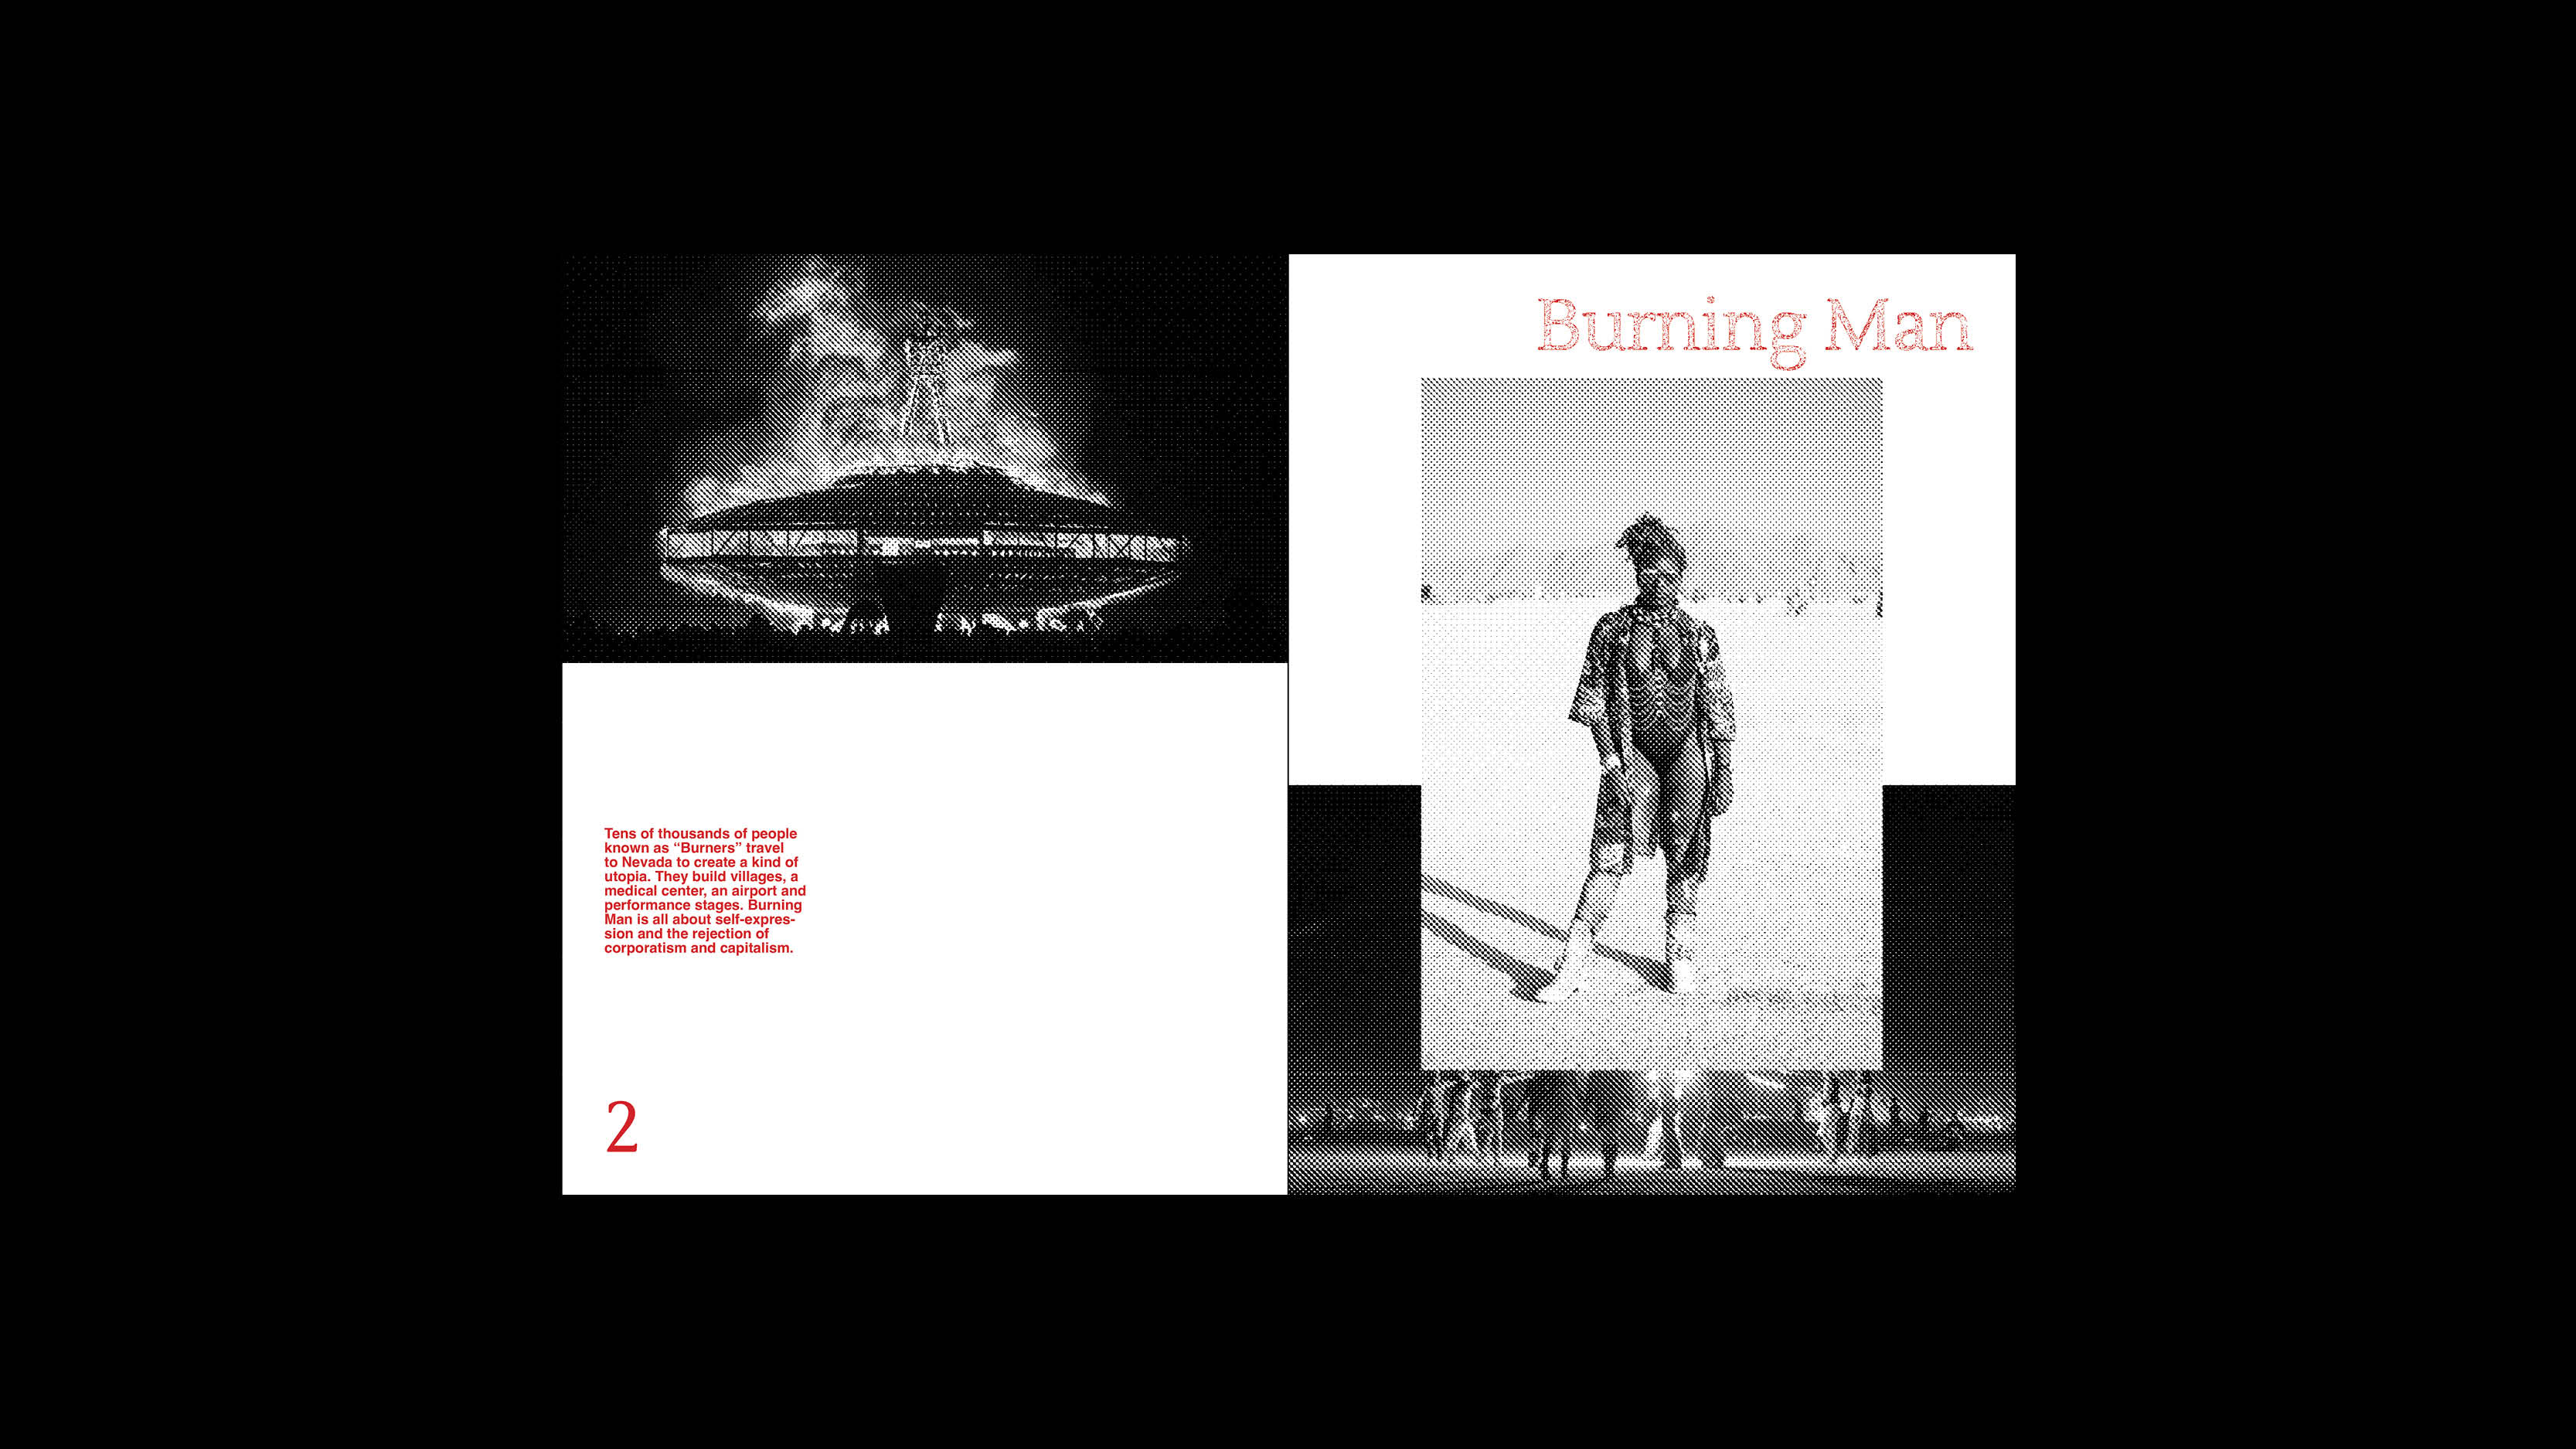 Burning Man
Tens of thousands of people
known as “Burners” travel
to Nevada to create a kind of
utopia. They build villages, a
medical center, an airport and
performance stages. Burning
Man is all about self-expres-
sion and the rejection of
corporatism and capitalism.
2